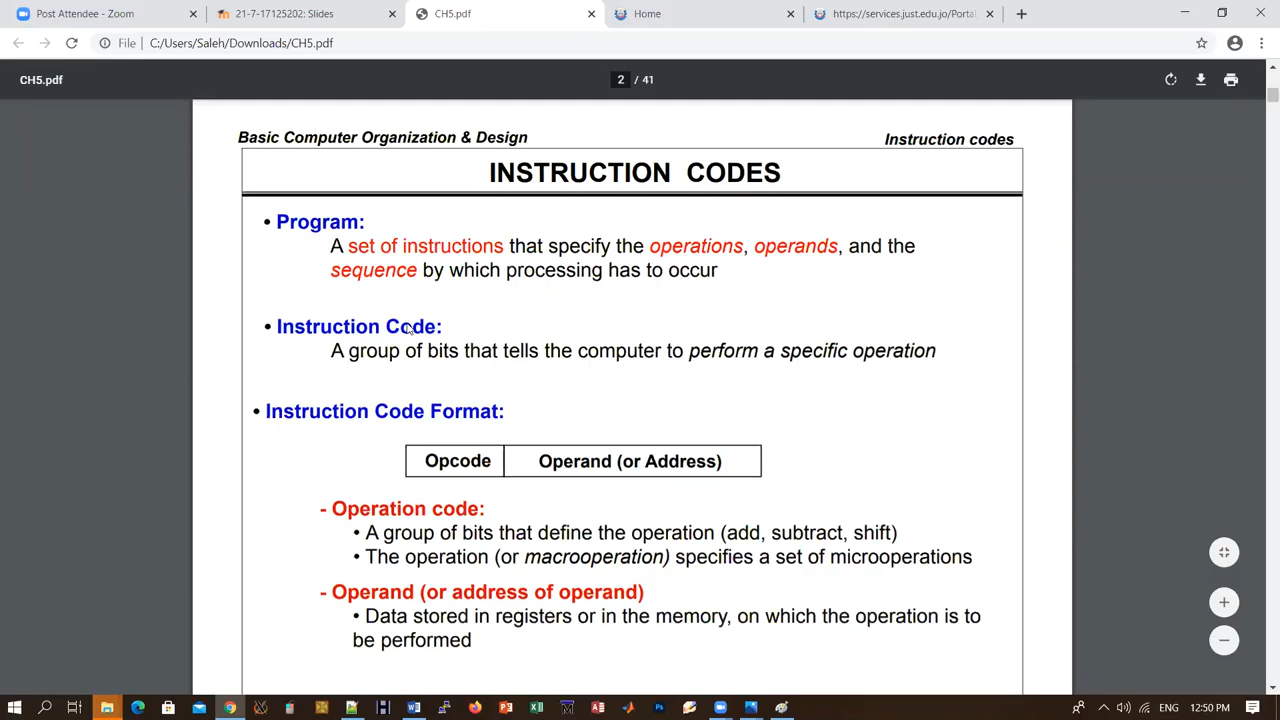 Post Attendee - Zoom
21-7-17125202: Slides
CH5.pdf
Home
https://services.just.edu.jo/Porta
File
C:/Users/Saleh/Downloads/CH5.pdf
CH5.pdf
2 / 41
Basic Computer Organization & Design
Instruction codes
INSTRUCTION CODES
• Program:
A set of instructions that specify the operations, operands, and the
sequence by which processing has to occur
• Instruction Code:
A group of bits that tells the computer to perform a specific operation
• Instruction Code Format:
Opcode
Operand (or Address)
- Operation code:
• A group of bits that define the operation (add, subtract, shift)
• The operation (or macrooperation) specifies a set of microoperations
- Operand (or address of operand)
• Data stored in registers or in the memory, on which the operation is to
be performed
ENG
12:50 PM